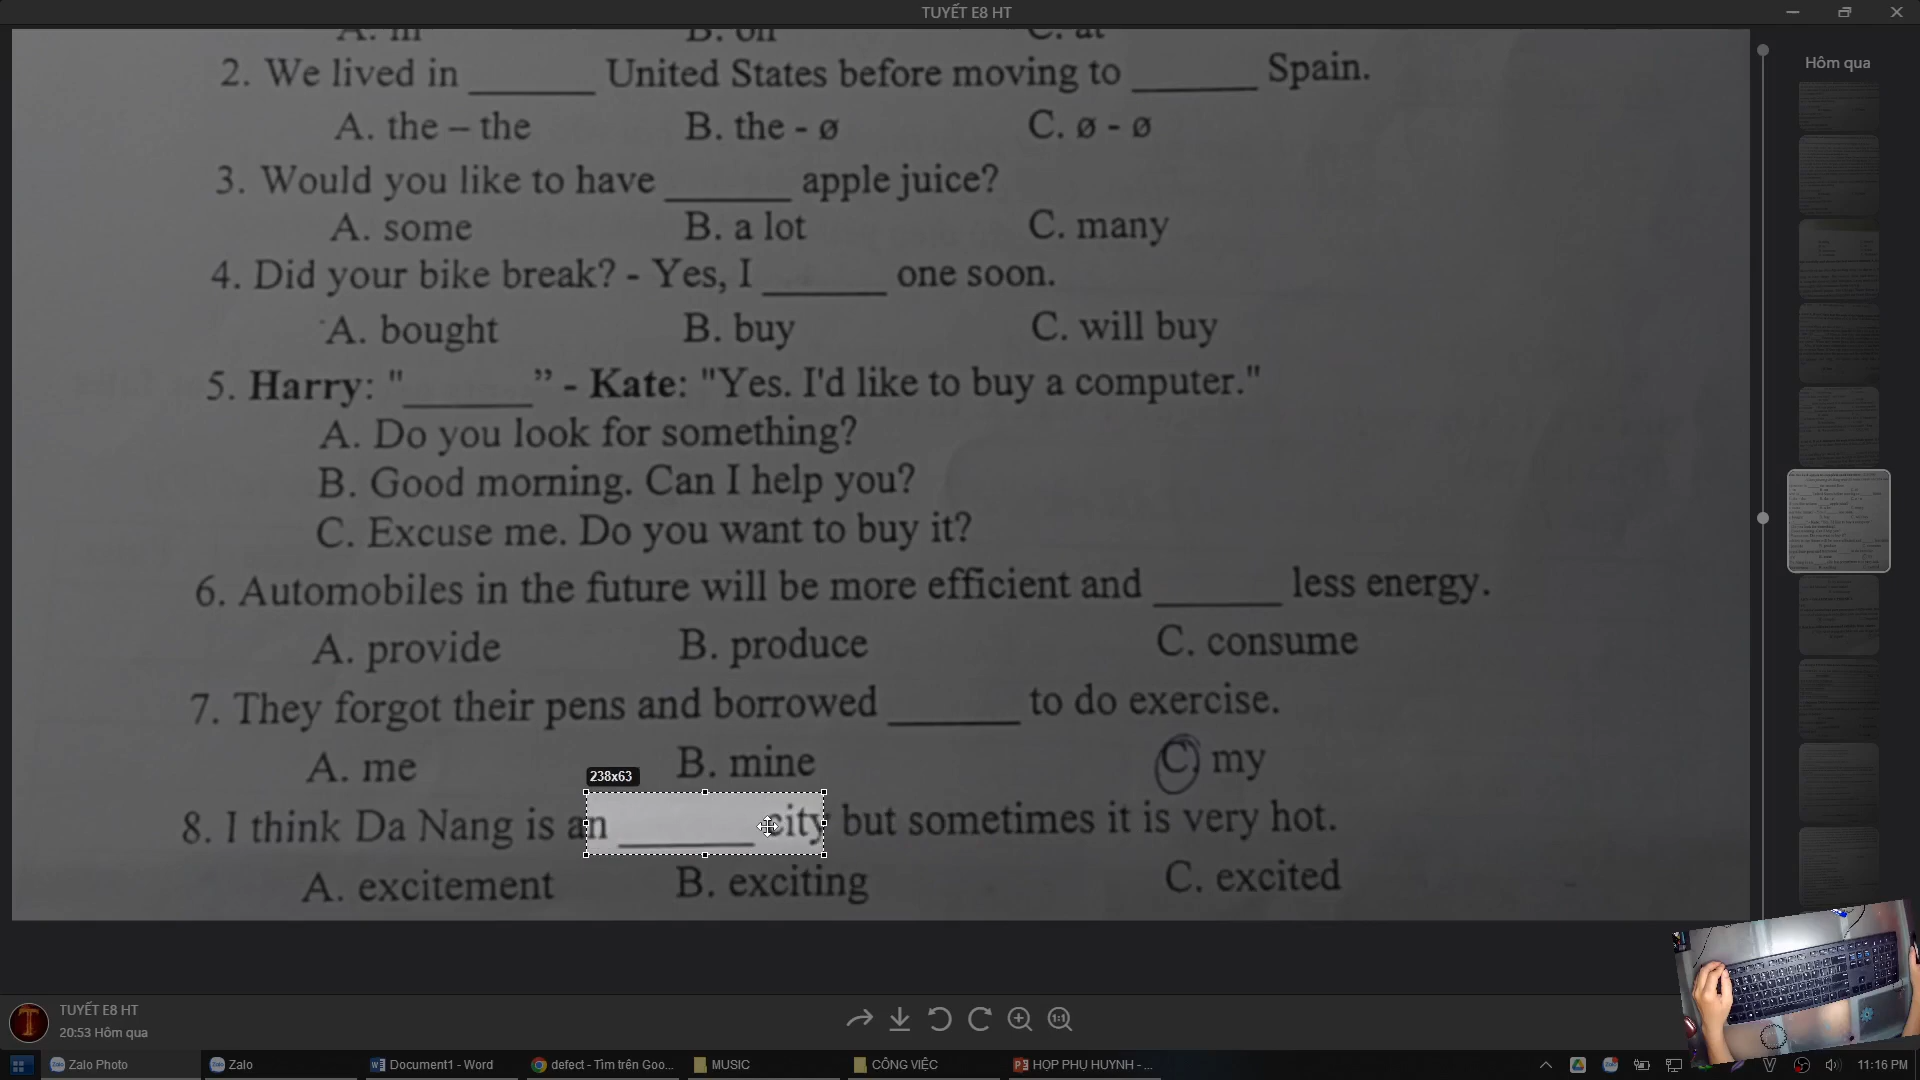 TUYẾT E8 HT
Hôm qua
A. in B. on C. at
2. We lived in ______ United States before moving to ______ Spain.
A. the – the B. the - ø C. ø - ø
3. Would you like to have ______ apple juice?
A. some B. a lot C. many
4. Did your bike break? - Yes, I ______ one soon.
A. bought B. buy C. will buy
5. Harry: "______” - Kate: "Yes. I'd like to buy a computer."
A. Do you look for something?
B. Good morning. Can I help you?
C. Excuse me. Do you want to buy it?
6. Automobiles in the future will be more efficient and ______ less energy.
A. provide B. produce C. consume
7. They forgot their pens and borrowed ______ to do exercise.
A. me B. mine C. my
238x63
8. I think Da Nang is an ______ city but sometimes it is very hot.
A. excitement B. exciting C. excited
TUYẾT E8 HT
20:53 Hôm qua
1:1
Zalo Photo Zalo Document1 - Word defect - Tìm trên Goo... MUSIC CÔNG VIỆC HỌP PHỤ HUYNH - ... 11:16 PM